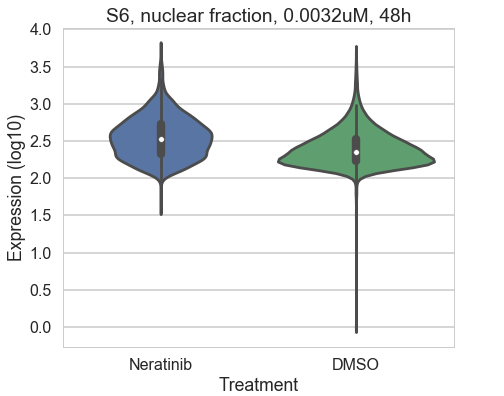 S6, nuclear fraction, 0.0032uM, 48h
Expression (log10)
4.0
3.5
3.0
2.5
2.0
1.5
1.0
0.5
0.0
Neratinib DMSO
Treatment